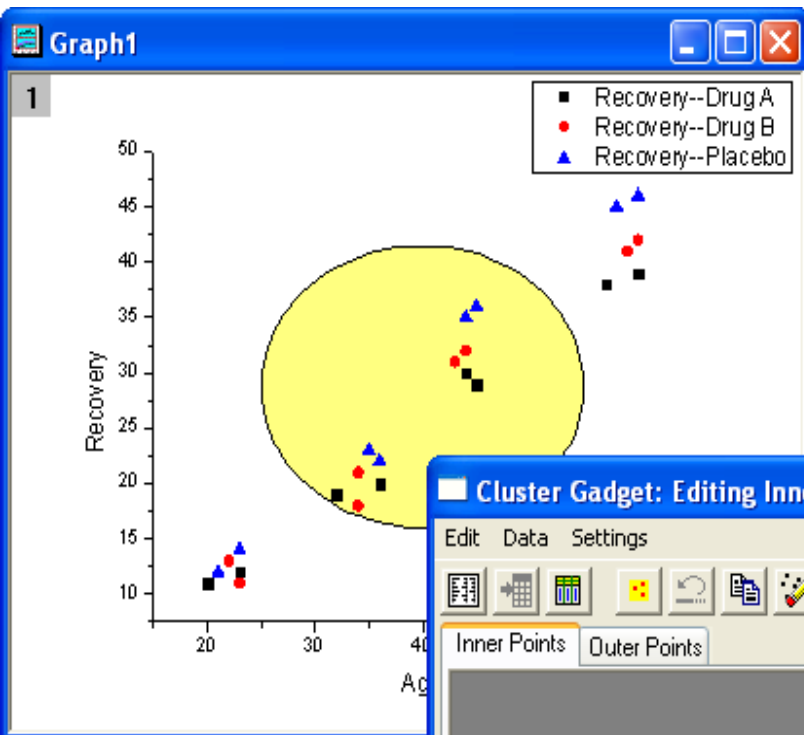 Graph1
1
Recovery--Drug A
Recovery--Drug B
Recovery--Placebo
50
45
40
35
30
25
20
15
10
Recovery
20
30
Cluster Gadget: Editing
Edit Data Settings
Inner Points Outer Points